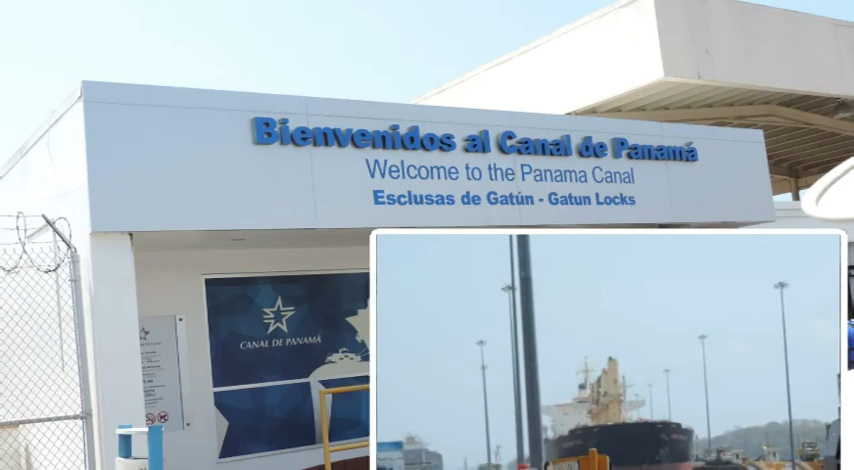 Bienvenidos al Canal de Panamá
Welcome to the Panama Canal
Esclusas de Gatún - Gatun Locks
CANAL DE PANAMÁ